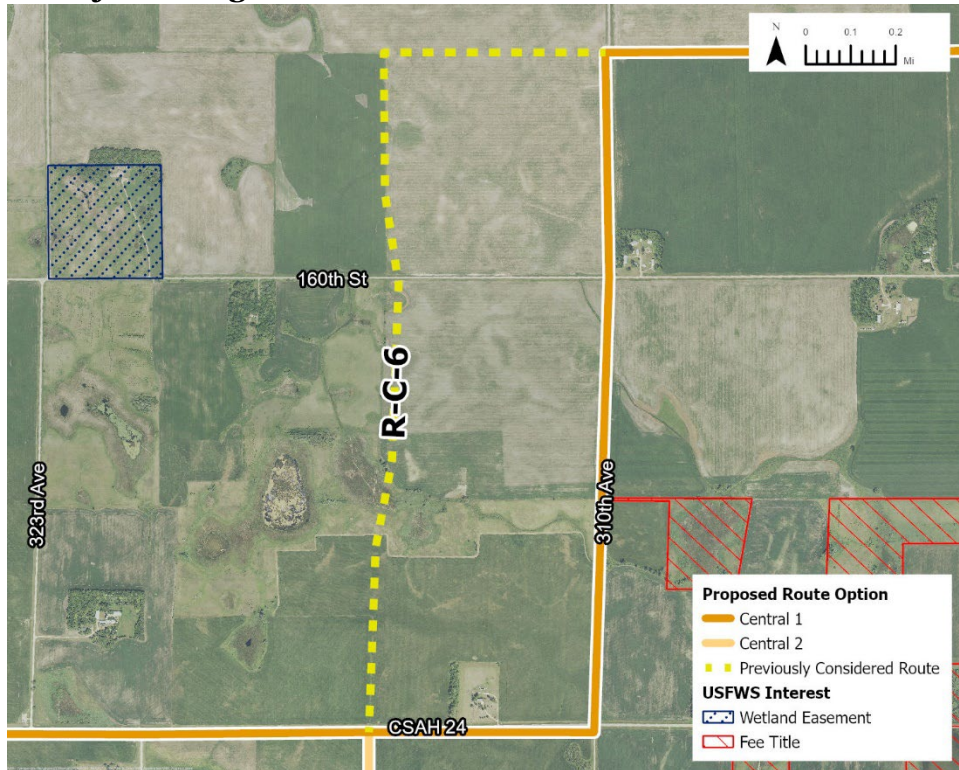 N
0 0.1 0.2
Mi
160th St
R-C-6
323rd Ave
310th Ave
CSAH 24
Proposed Route Option
Central 1
Central 2
Previously Considered Route
USFWS Interest
Wetland Easement
Fee Title